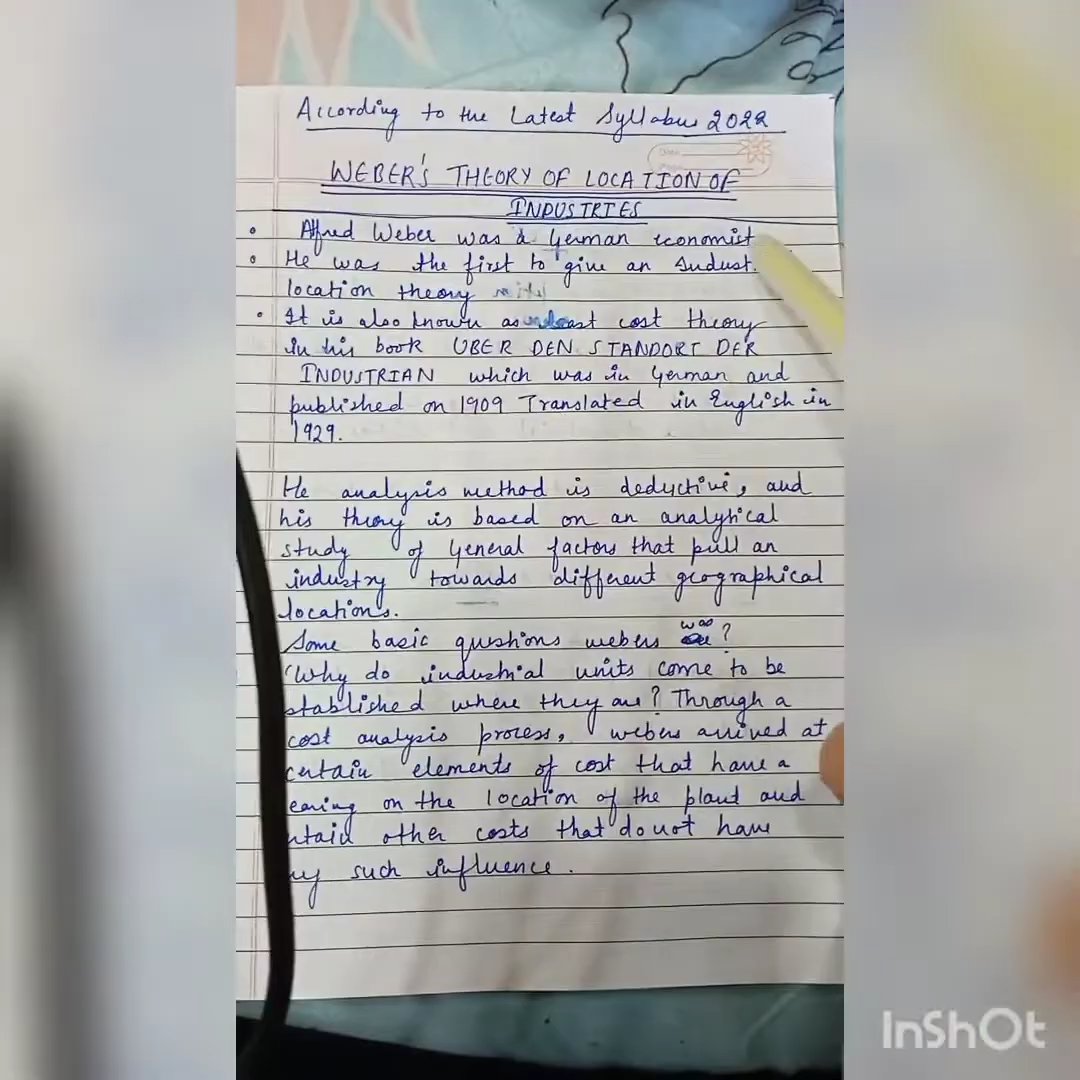 According to the Latest Syllabus 2022
WEBER'S THEORY OF LOCATION OF
INDUSTRIES
• Alfred Weber was a German economist
• He was the first to give an Indust.
location theory
• It is also known as least cost theory
in his book UBER DEN STANDORT DER
INDUSTRIAN which was in German and
published on 1909 Translated in English in
1929.
He analysis method is deductive, and
his theory is based on an analytical
study of General factors that pull an
industry towards different geographical
locations.
Some basic questions webers was ?
'Why do industrial units come to be
stablished where they are? Through a
cost analysis process, webers arrived at
certain elements of cost that have a
earing on the location of the plant and
ntain other costs that do not have
ny such influence.
InShOt